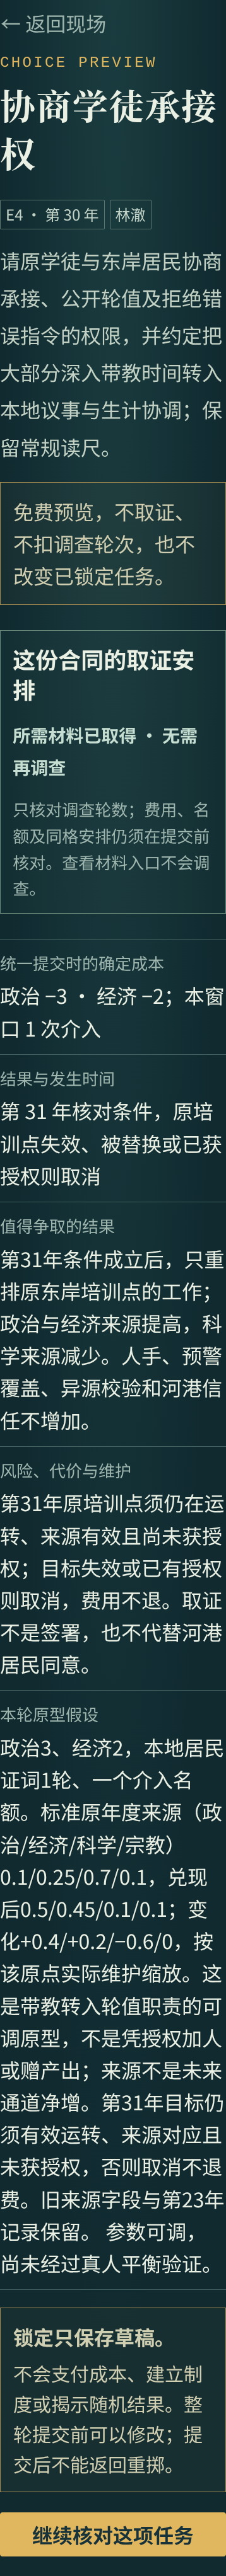 ← 返回现场
CHOICE PREVIEW
协商学徒承接
权
E4 · 第 30 年
林澈
请原学徒与东岸居民协商
承接、公开轮值及拒绝错
误指令的权限，并约定把
大部分深入带教时间转入
本地议事与生计协调；保
留常规读尺。
免费预览，不取证、
不扣调查轮次，也不
改变已锁定任务。
这份合同的取证安
排
所需材料已取得 · 无需
再调查
只核对调查轮数；费用、名
额及同格安排仍须在提交前
核对。查看材料入口不会调
查。
统一提交时的确定成本
政治 −3 · 经济 −2；本窗
口 1 次介入
结果与发生时间
第 31 年核对条件，原培
训点失效、被替换或已获
授权则取消
值得争取的结果
第31年条件成立后，只重
排原东岸培训点的工作；
政治与经济来源提高，科
学来源减少。人手、预警
覆盖、异源校验和河港信
任不增加。
风险、代价与维护
第31年原培训点须仍在运
转、来源有效且尚未获授
权；目标失效或已有授权
则取消，费用不退。取证
不是签署，也不代替河港
居民同意。
本轮原型假设
政治3、经济2，本地居民
证词1轮、一个介入名
额。标准原年度来源（政
治/经济/科学/宗教）
0.1/0.25/0.7/0.1，兑现
后0.5/0.45/0.1/0.1；变
化+0.4/+0.2/−0.6/0，按
该原点实际维护缩放。这
是带教转入轮值职责的可
调原型，不是凭授权加人
或赠产出；来源不是未来
通道净增。第31年目标仍
须有效运转、来源对应且
未获授权，否则取消不退
费。旧来源字段与第23年
记录保留。 参数可调，
尚未经过真人平衡验证。
锁定只保存草稿。
不会支付成本、建立制
度或揭示随机结果。整
轮提交前可以修改；提
交后不能返回重掷。
继续核对这项任务